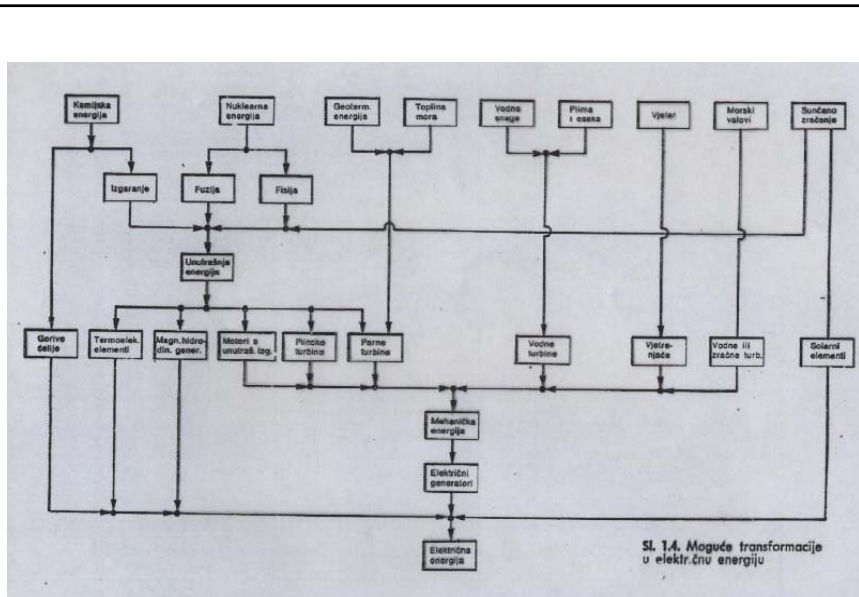 Kemijska
energija
Nuklearna
energija
Geoterm.
energija
Toplina
mora
Vodne
snage
Plima
i oseka
Vjetar
Morski
valovi
Sunčano
zračenje
Izgaranje
Fuzija
Fisija
Unutrašnja
energija
Gorive
ćelije
Termoelek.
elementi
Magn. hidro-
din. gener.
Motori s
unutraš. izg.
Plinske
turbine
Parne
turbine
Vodne
turbine
Vjetre-
njače
Vodne ili
zračne turb.
Solarni
elementi
Mehanička
energija
Električni
generatori
Električna
energija
Sl. 1.4. Moguće transformacije
u elektr.čnu energiju